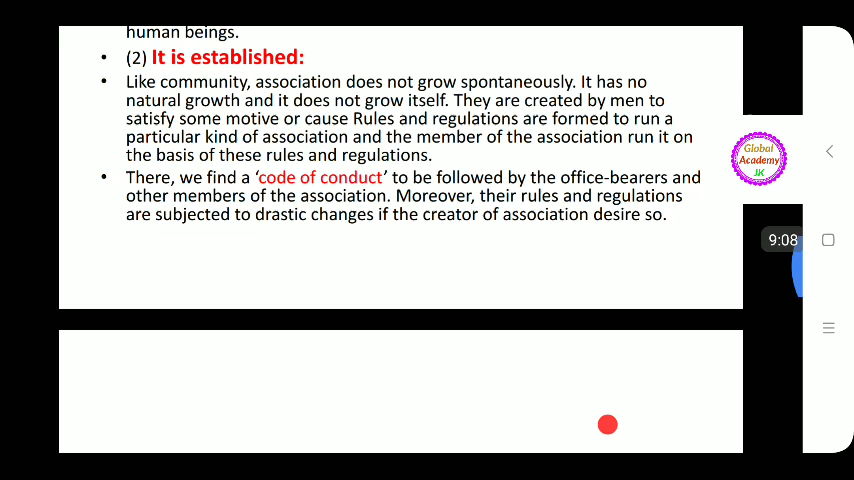 human beings.
• (2) It is established:
• Like community, association does not grow spontaneously. It has no
natural growth and it does not grow itself. They are created by men to
satisfy some motive or cause Rules and regulations are formed to run a
particular kind of association and the member of the association run it on
the basis of these rules and regulations.
• There, we find a ‘code of conduct’ to be followed by the office-bearers and
other members of the association. Moreover, their rules and regulations
are subjected to drastic changes if the creator of association desire so.
Global
Academy
JK
9:08